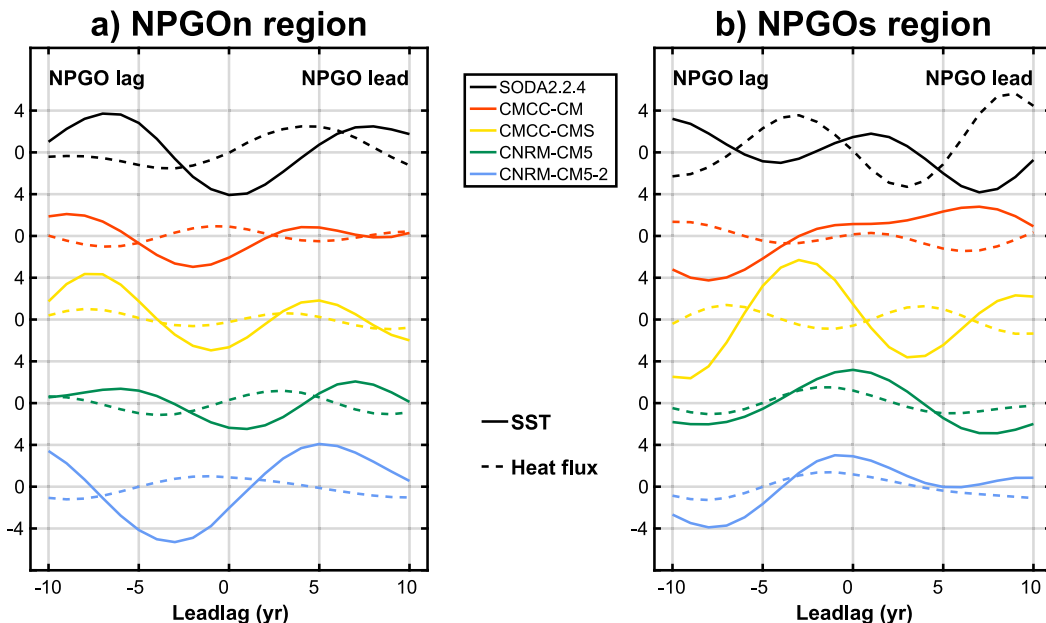 a) NPGOn region
b) NPGOs region
NPGO lag
NPGO lead
NPGO lag
NPGO lead
SODA2.2.4
CMCC-CM
CMCC-CMS
CNRM-CM5
CNRM-CM5-2
SST
Heat flux
4
0
4
0
4
0
4
0
4
0
-4
4
0
4
0
4
0
4
0
4
0
-4
-10
-5
0
5
10
-10
-5
0
5
10
Leadlag (yr)
Leadlag (yr)